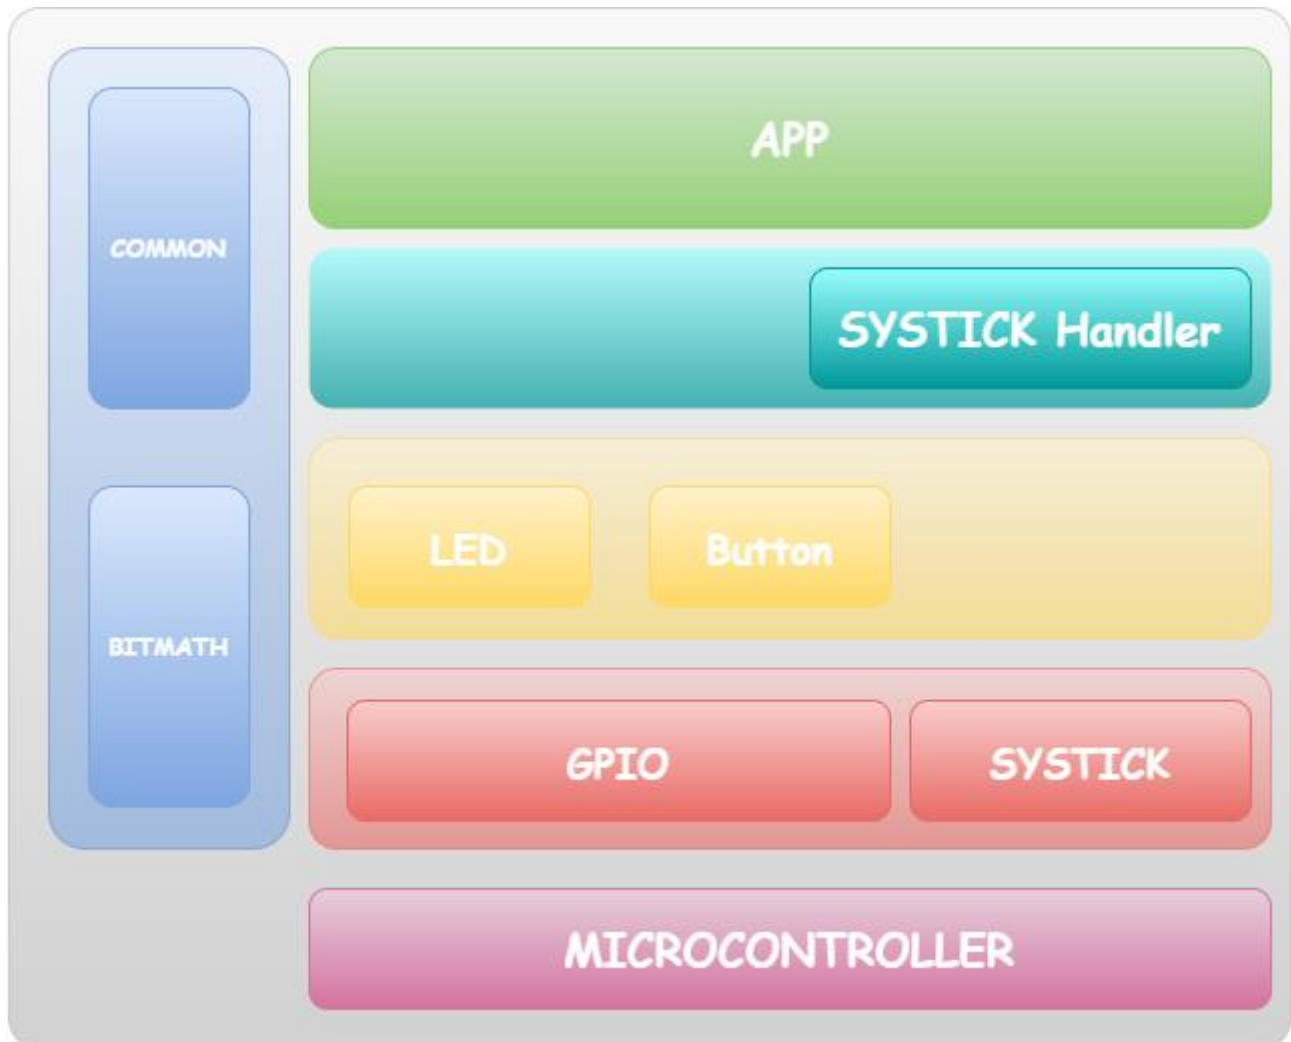 APP
COMMON
SYSTICK Handler
LED
Button
BITMATH
GPIO
SYSTICK
MICROCONTROLLER